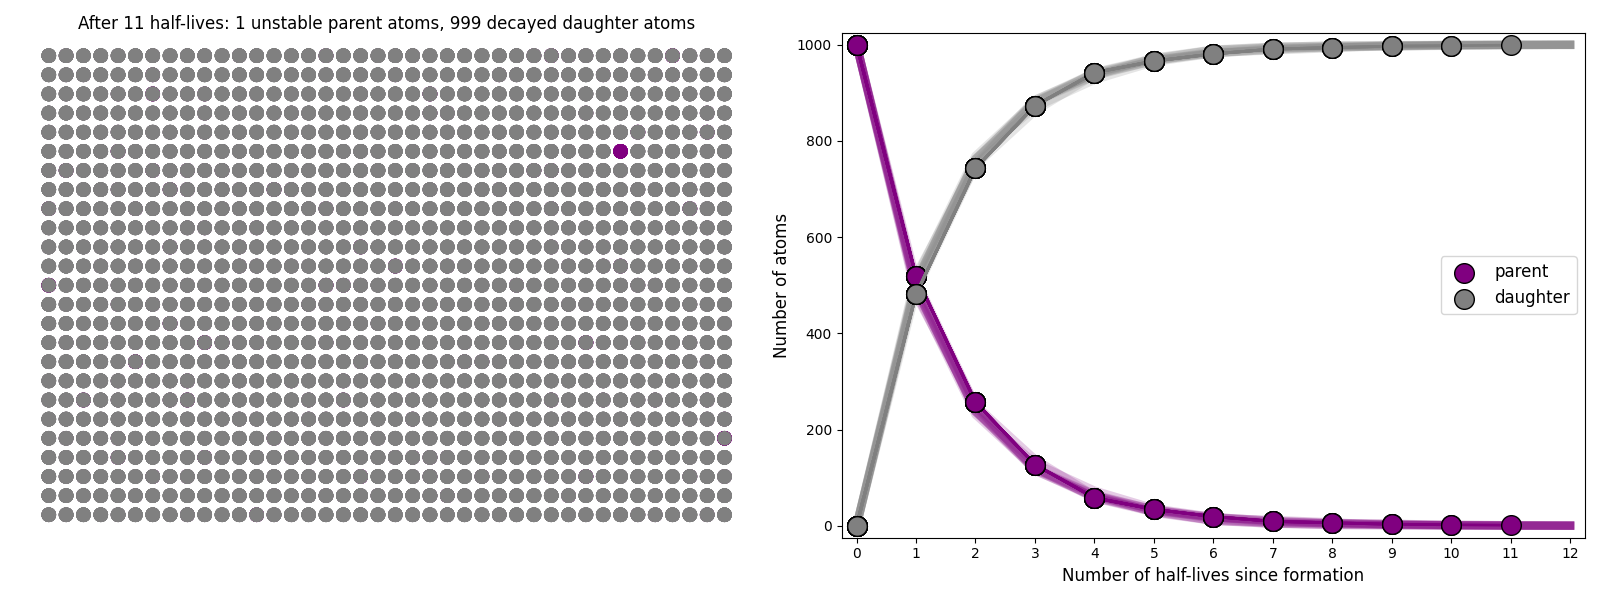 After 11 half-lives: 1 unstable parent atoms, 999 decayed daughter atoms
Number of atoms
1000
800
600
400
200
0
parent
daughter
0 1 2 3 4 5 6 7 8 9 10 11 12
Number of half-lives since formation